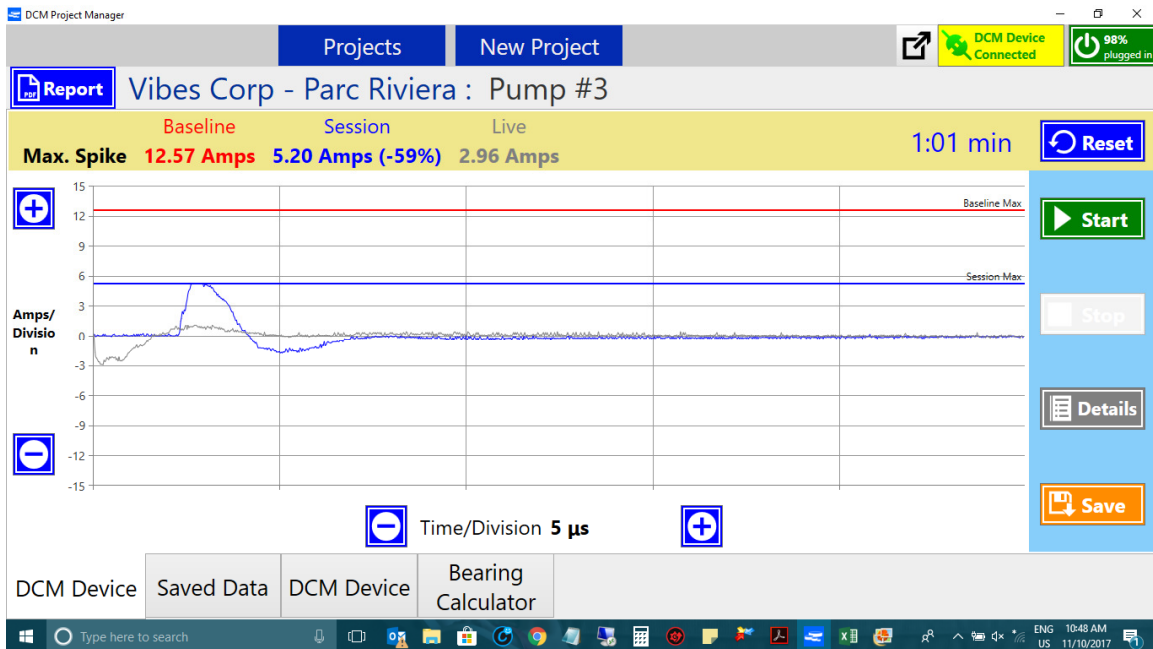 DCM Project Manager
Projects
New Project
DCM Device
Connected
98%
plugged in
PDF
Report
Vibes Corp - Parc Riviera : Pump #3
Baseline
Session
Live
Max. Spike
12.57 Amps
5.20 Amps (-59%)
2.96 Amps
1:01 min
Reset
15
12
9
6
3
0
-3
-6
-9
-12
-15
Baseline Max
Session Max
Amps/
Divisio
n
Start
Stop
Details
Save
Time/Division 5 µs
DCM Device
Saved Data
DCM Device
Bearing
Calculator
Type here to search
ENG
US
10:48 AM
11/10/2017